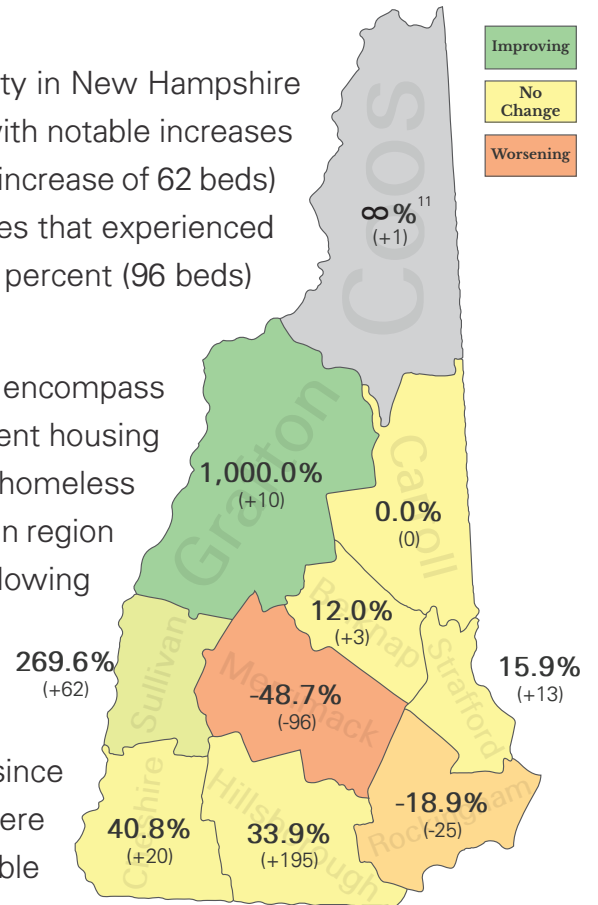 ty in New Hampshire
with notable increases
increase of 62 beds)
es that experienced
percent (96 beds)
encompass
ent housing
homeless
n region
lowing
since
ere
ble
Improving
No
Change
Worsening
Coos
∞%11
(+1)
Grafton
1,000.0%
(+10)
Carroll
0.0%
(0)
Belknap
12.0%
(+3)
Sullivan
269.6%
(+62)
Strafford
15.9%
(+13)
Merrimack
-48.7%
(-96)
Rockingham
-18.9%
(-25)
Cheshire
40.8%
(+20)
Hillsborough
33.9%
(+195)